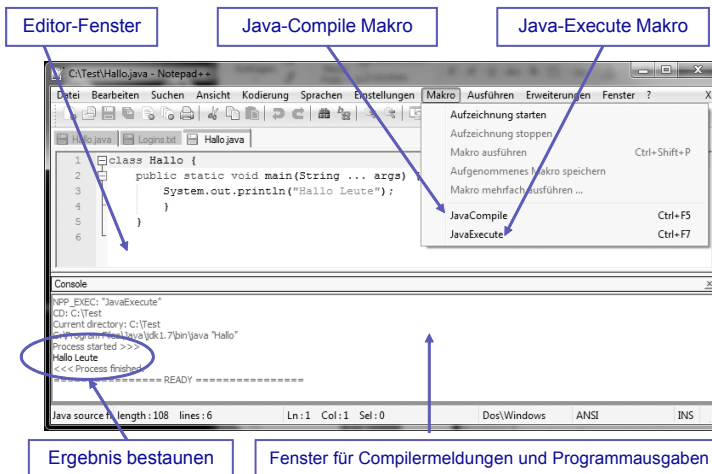 Editor-Fenster
Java-Compile Makro
Java-Execute Makro
C:\Test\Hallo.java - Notepad++
Datei Bearbeiten Suchen Ansicht Kodierung Sprachen Einstellungen Makro Ausführen Erweiterungen Fenster ? X
Hallo.java Logins.txt Hallo.java
1 class Hallo {
2 public static void main(String ... args) {
3 System.out.println("Hallo Leute");
4 }
5 }
6
Aufzeichnung starten
Aufzeichnung stoppen
Makro ausführen Ctrl+Shift+P
Aufgenommenes Makro speichern
Makro mehrfach ausführen ...
JavaCompile Ctrl+F5
JavaExecute Ctrl+F7
Console
NPP_EXEC: "JavaExecute"
CD: C:\Test
Current directory: C:\Test
C:\Program Files\Java\jdk1.7\bin\java "Hallo"
Process started >>>
Hallo Leute
<<< Process finished.
================ READY ================
Java source length : 108 lines : 6 Ln : 1 Col : 1 Sel : 0 Dos\Windows ANSI INS
Ergebnis bestaunen
Fenster für Compilermeldungen und Programmausgaben